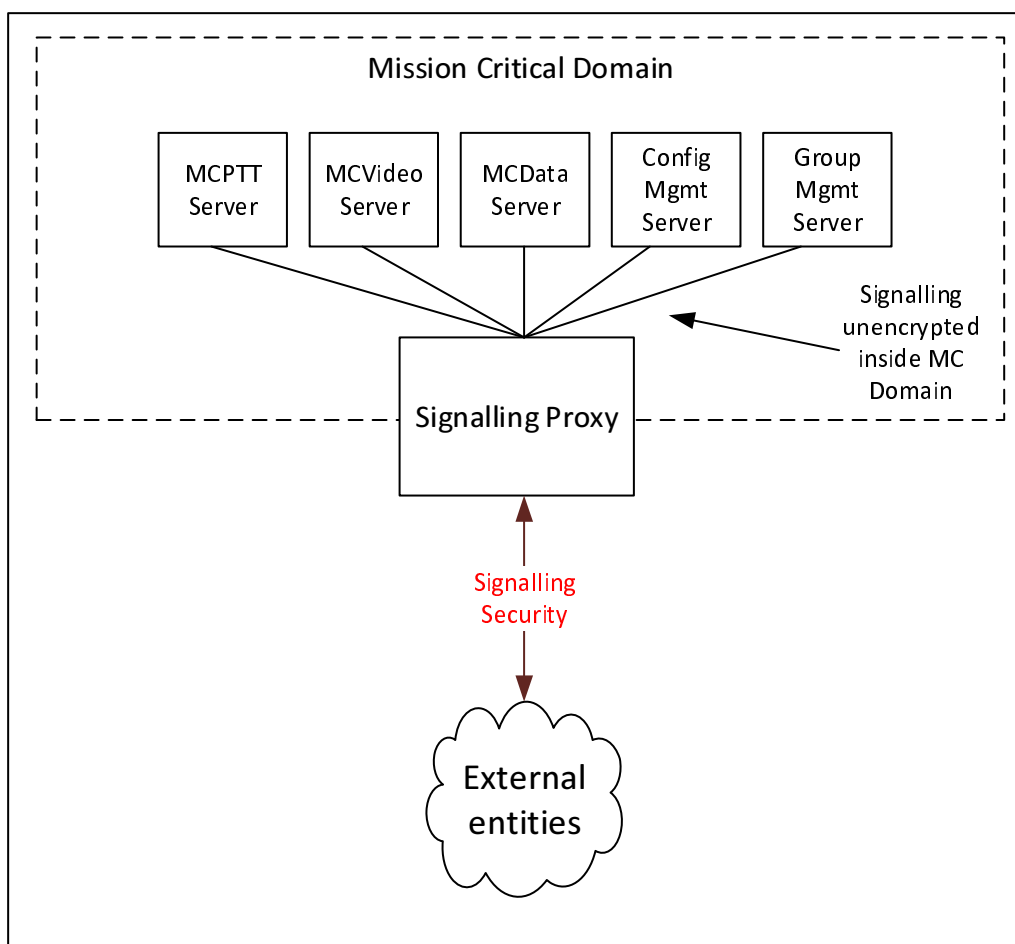 Mission Critical Domain
MCPTT
Server
MCVideo
Server
MCData
Server
Config
Mgmt
Server
Group
Mgmt
Server
Signalling
unencrypted
inside MC
Domain
Signalling Proxy
Signalling
Security
External
entities